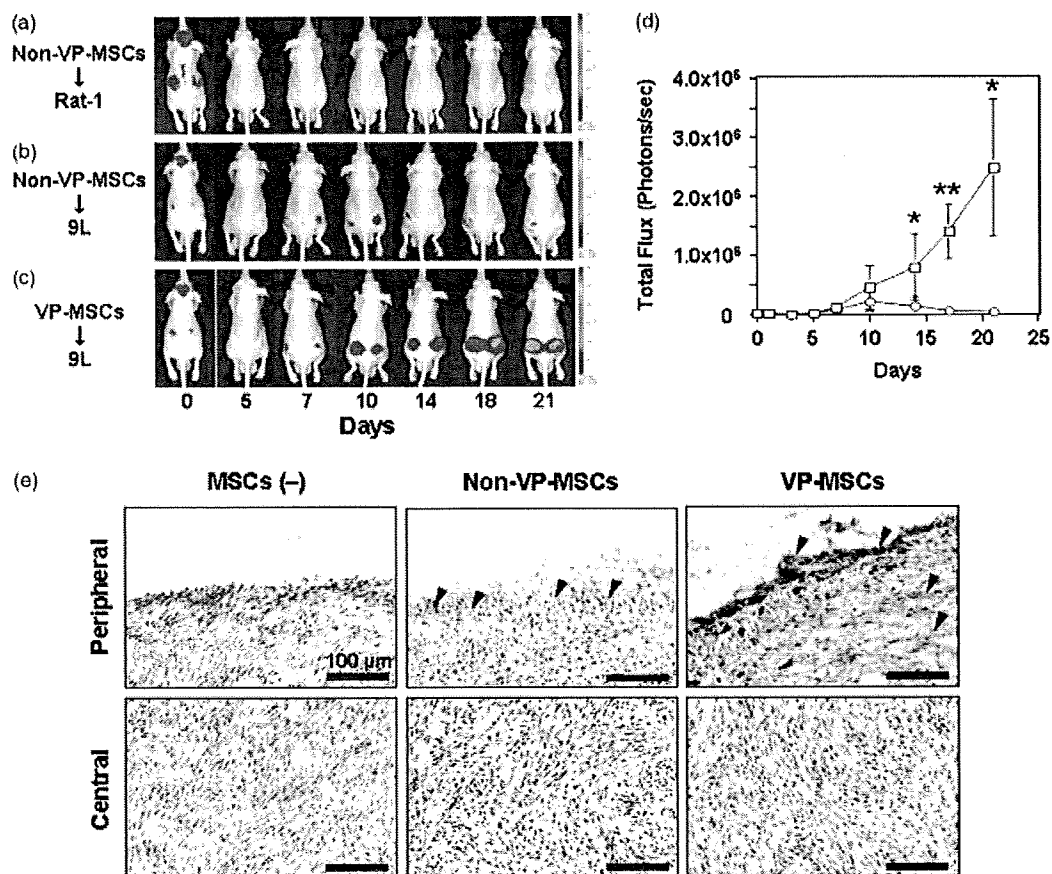 (a)
Non-VP-MSCs
↓
Rat-1
(b)
Non-VP-MSCs
↓
9L
(c)
VP-MSCs
↓
9L
0 5 7 10 14 18 21
Days
(d)
Total Flux (Photons/sec)
4.0x10⁶
3.0x10⁶
2.0x10⁶
1.0x10⁶
0
* ** *
0 5 10 15 20 25
Days
(e)
MSCs (–) Non-VP-MSCs VP-MSCs
Peripheral
100 µm
Central